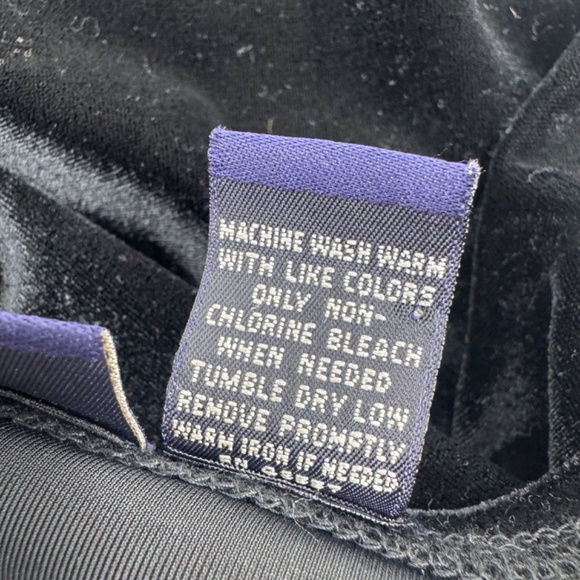 MACHINE WASH WARM
WITH LIKE COLORS
ONLY NON-
CHLORINE BLEACH
WHEN NEEDED
TUMBLE DRY LOW
REMOVE PROMPTLY
WARM IRON IF NEEDED